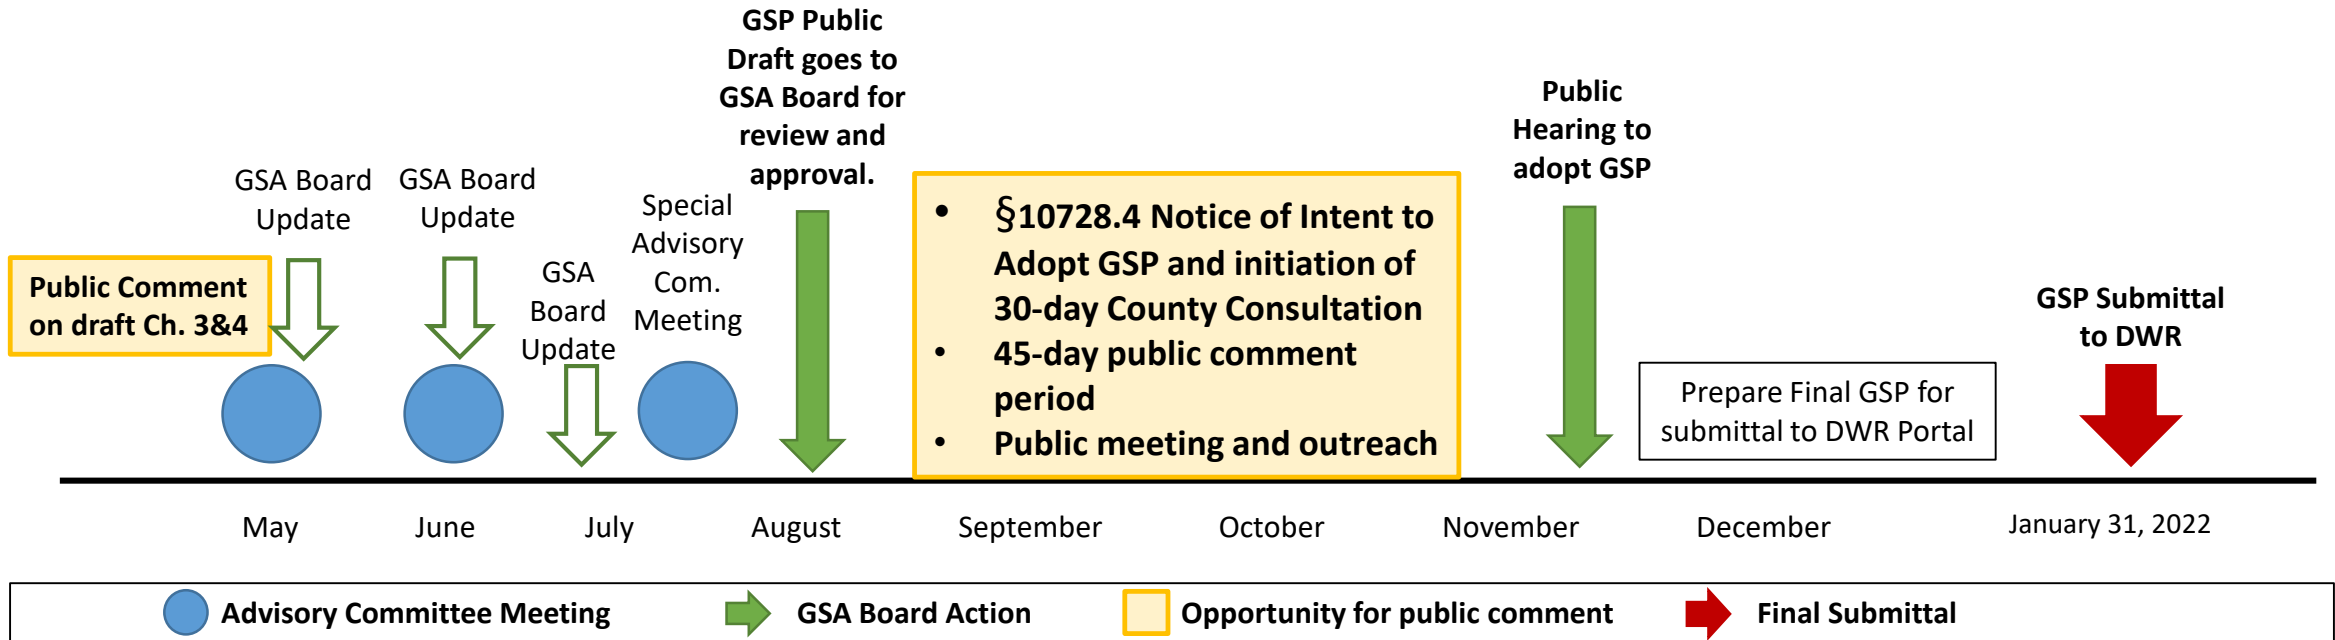 GSP Public
Draft goes to
GSA Board for
review and
approval.
Public
Hearing to
adopt GSP
GSA Board
Update
GSA Board
Update
Special
Advisory
Com.
Meeting
GSA
Board
Update
Public Comment
on draft Ch. 3&4
• §10728.4 Notice of Intent to
Adopt GSP and initiation of
30-day County Consultation
• 45-day public comment
period
• Public meeting and outreach
GSP Submittal
to DWR
Prepare Final GSP for
submittal to DWR Portal
May June July August September October November December January 31, 2022
Advisory Committee Meeting GSA Board Action Opportunity for public comment Final Submittal